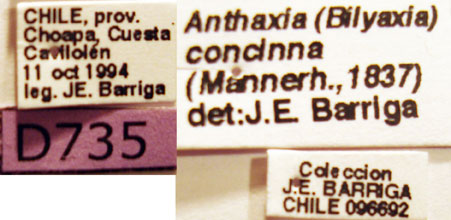 CHILE, prov.
Choapa, Cuesta
Cavilolén
11 oct 1994
leg. JE. Barriga
D735
Anthaxia (Bilyaxia)
concinna
(Mannerh., 1837)
det:J.E. Barriga
Coleccion
J.E. BARRIGA
CHILE 096692